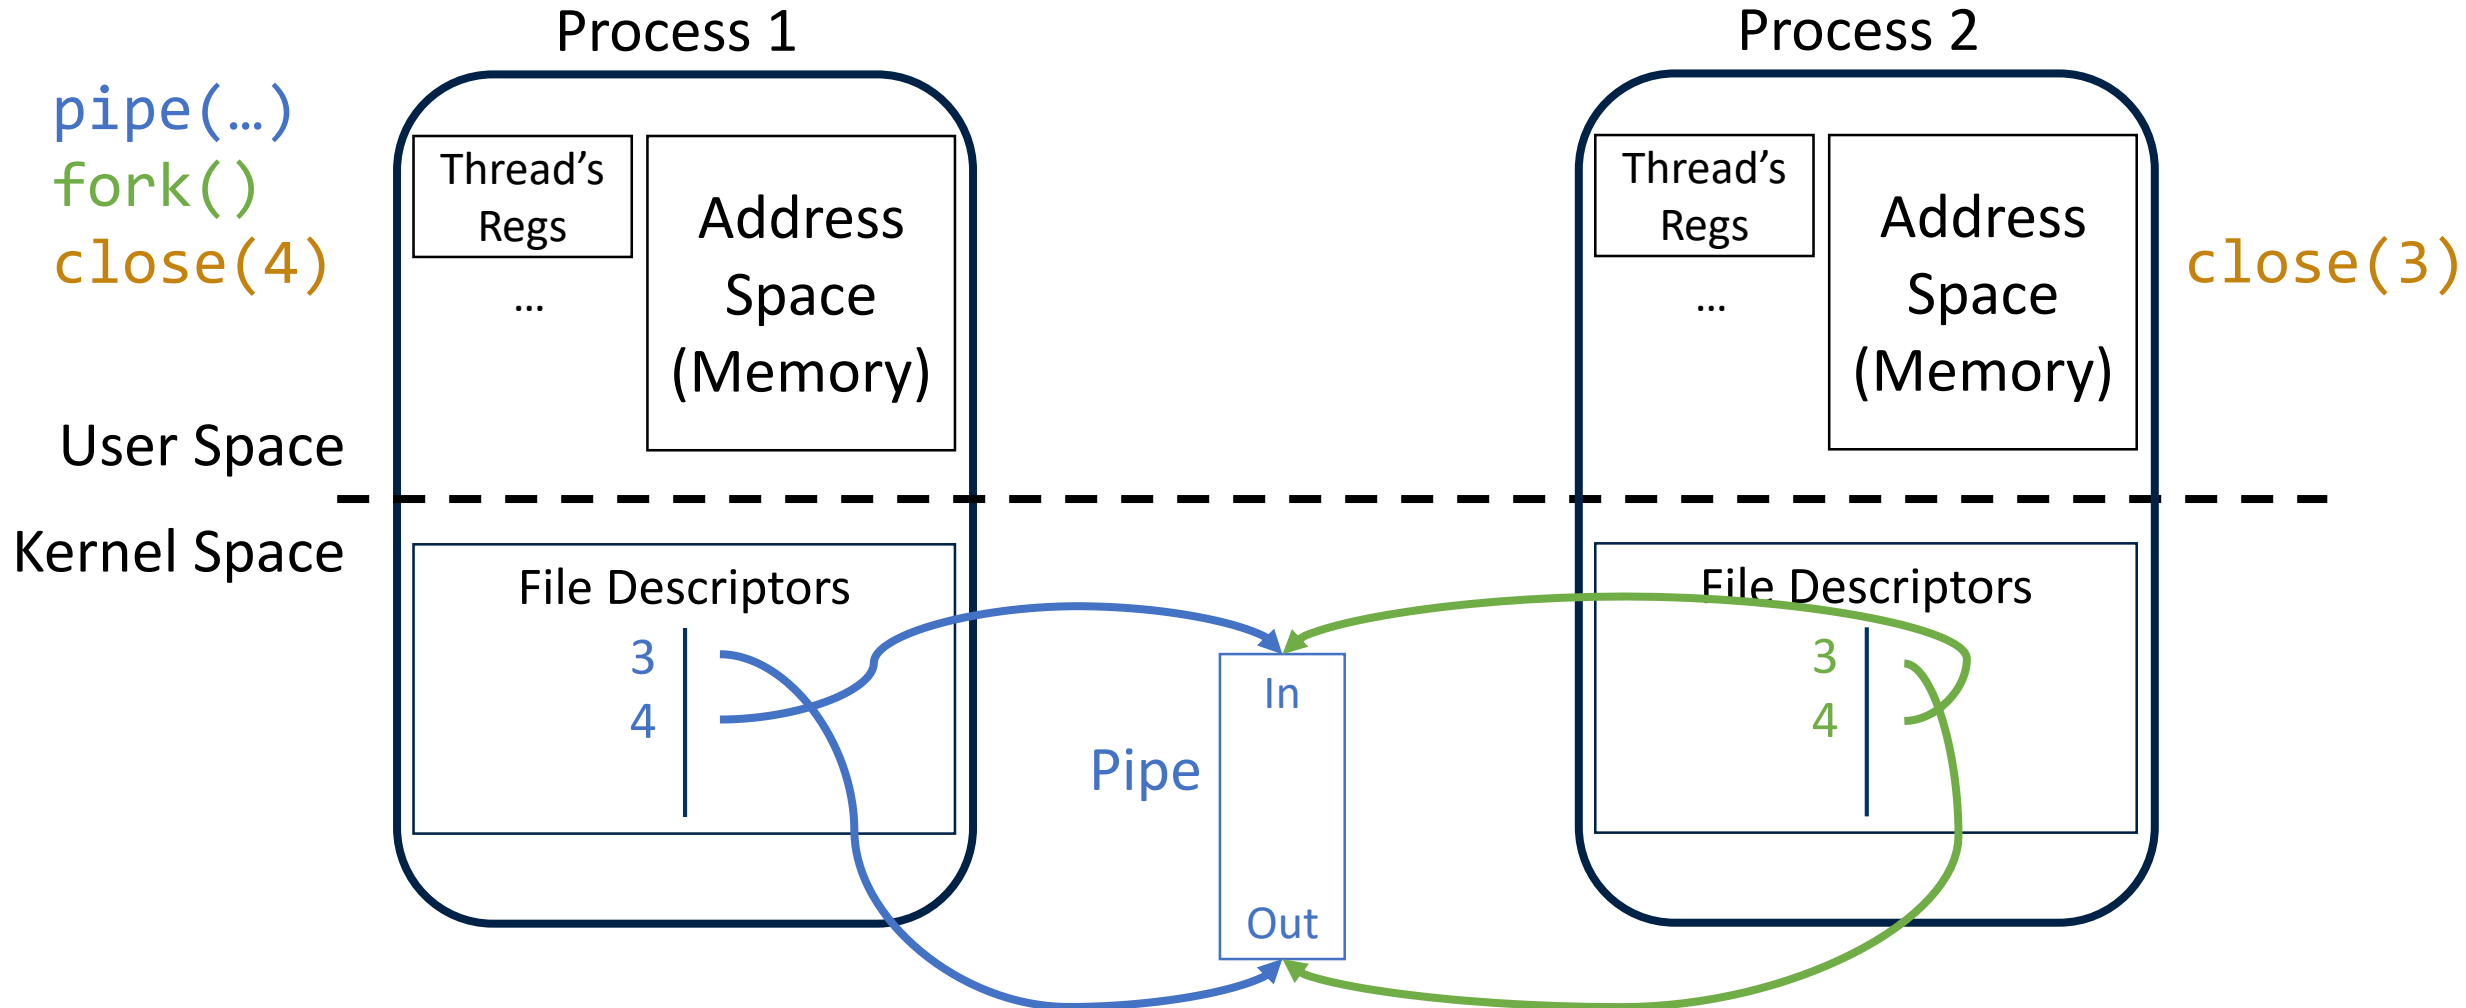 Process 1
Process 2
pipe(…)
fork()
close(4)
Thread’s
Regs
…
Address
Space
(Memory)
Thread’s
Regs
…
Address
Space
(Memory)
close(3)
User Space
Kernel Space
File Descriptors
3
4
Pipe
In
Out
File Descriptors
3
4